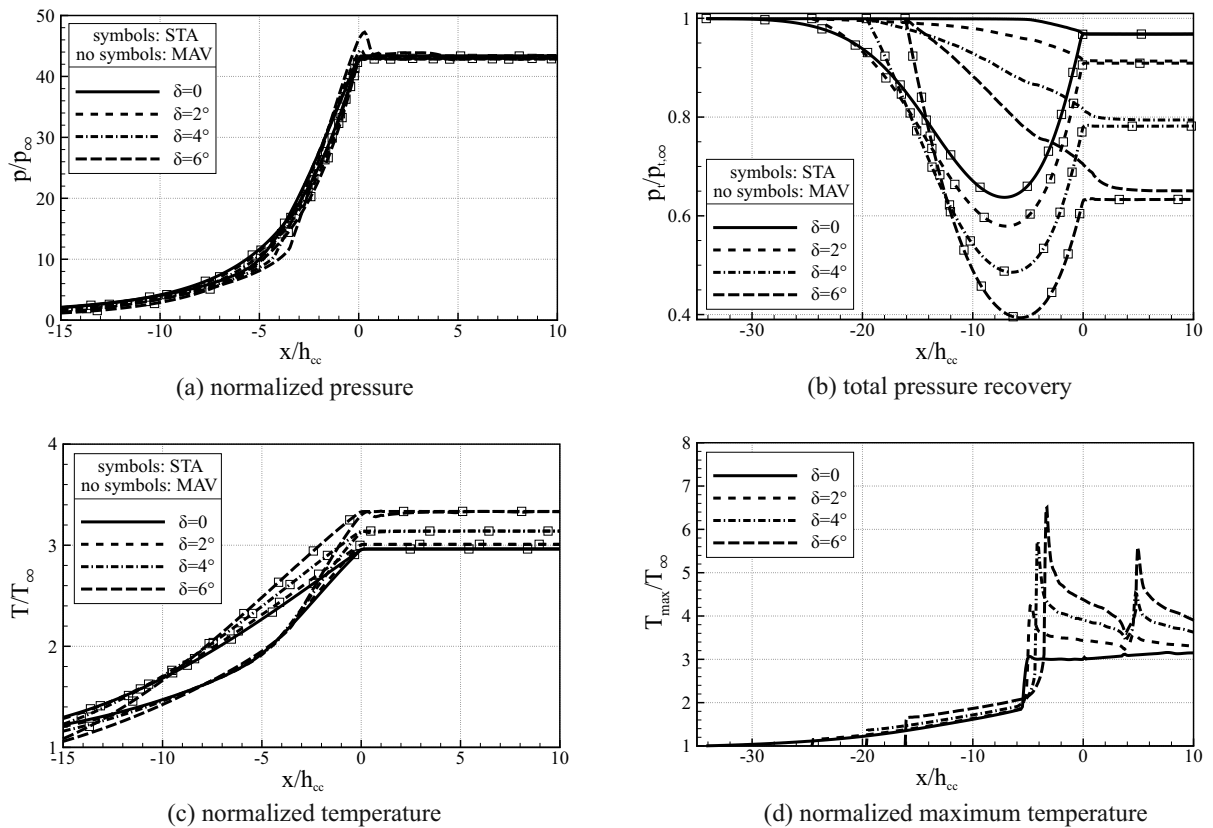 50
40
30
20
10
0
p/p∞
symbols: STA
no symbols: MAV
δ=0
δ=2°
δ=4°
δ=6°
-15 -10 -5 0 5 10
x/hcc
(a) normalized pressure
1
0.8
0.6
0.4
pt/pt,∞
symbols: STA
no symbols: MAV
δ=0
δ=2°
δ=4°
δ=6°
-30 -20 -10 0 10
x/hcc
(b) total pressure recovery
4
3
2
1
T/T∞
symbols: STA
no symbols: MAV
δ=0
δ=2°
δ=4°
δ=6°
-15 -10 -5 0 5 10
x/hcc
(c) normalized temperature
8
7
6
5
4
3
2
1
Tmax/T∞
δ=0
δ=2°
δ=4°
δ=6°
-30 -20 -10 0 10
x/hcc
(d) normalized maximum temperature